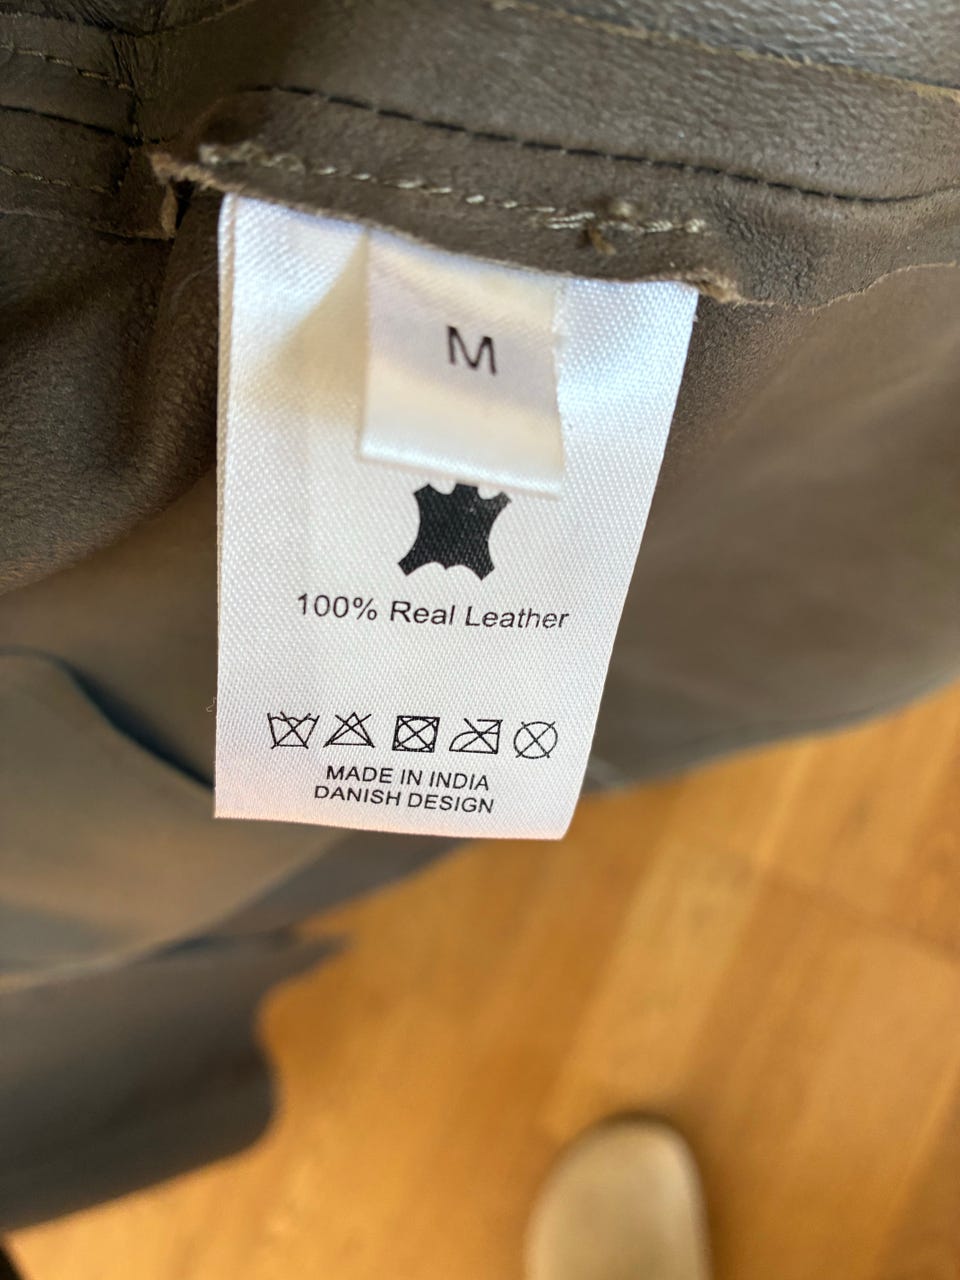 M
100% Real Leather
MADE IN INDIA
DANISH DESIGN